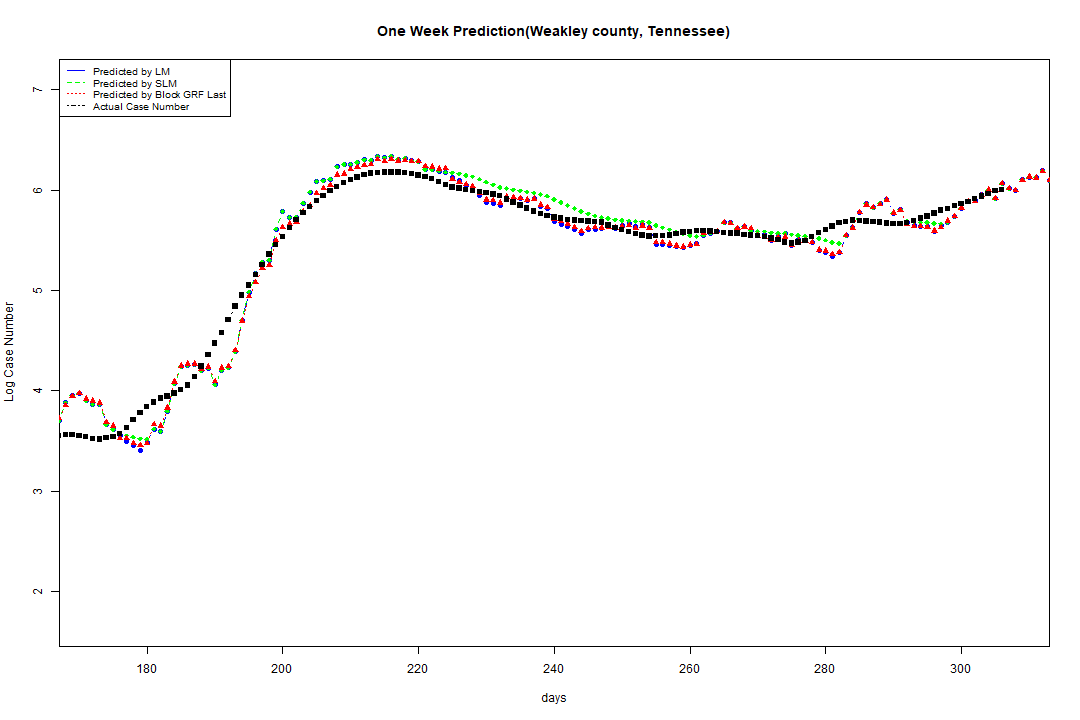 One Week Prediction(Weakley county, Tennessee)
Predicted by LM
Predicted by SLM
Predicted by Block GRF Last
Actual Case Number
7
6
5
4
3
2
Log Case Number
180 200 220 240 260 280 300
days